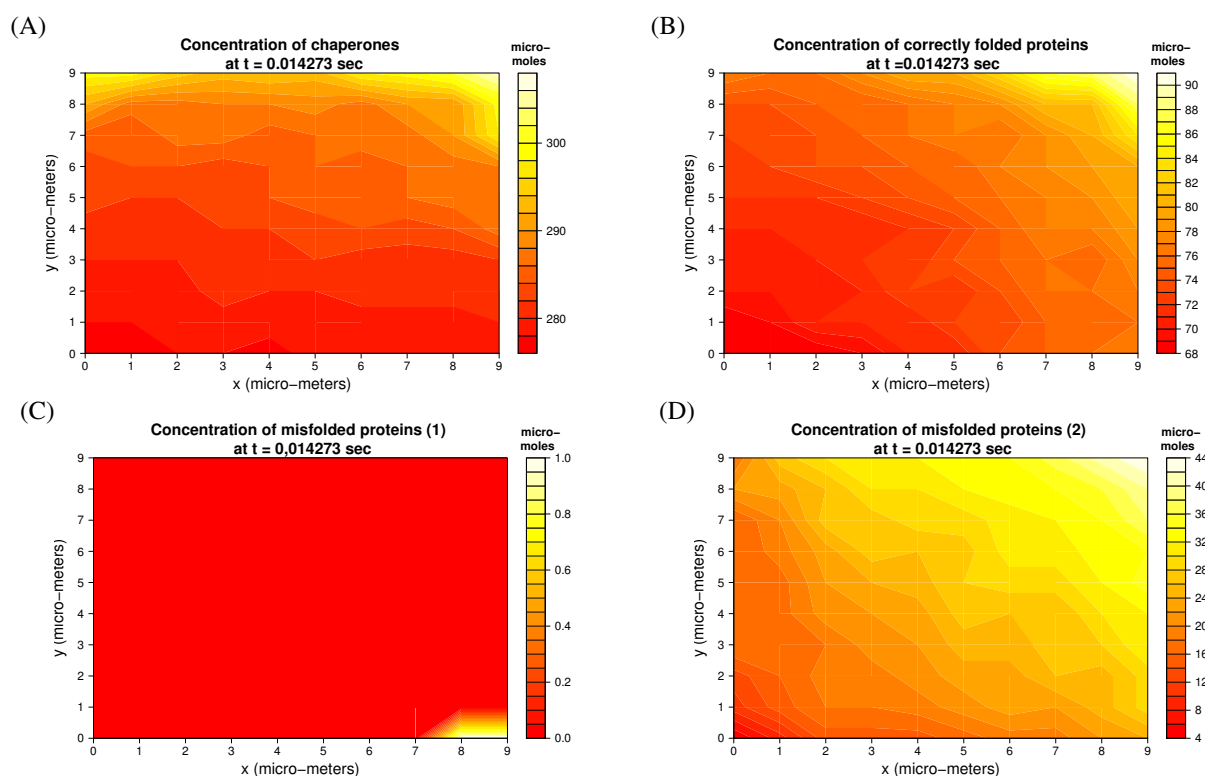 (A)
Concentration of chaperones
at t = 0.014273 sec
micro−
moles
9
8
7
6
5
4
3
2
1
0
y (micro−meters)
300
290
280
0 1 2 3 4 5 6 7 8 9
x (micro−meters)
(B)
Concentration of correctly folded proteins
at t =0.014273 sec
micro−
moles
9
8
7
6
5
4
3
2
1
0
y (micro−meters)
90
88
86
84
82
80
78
76
74
72
70
68
0 1 2 3 4 5 6 7 8 9
x (micro−meters)
(C)
Concentration of misfolded proteins (1)
at t = 0,014273 sec
micro−
moles
9
8
7
6
5
4
3
2
1
0
y (micro−meters)
1.0
0.8
0.6
0.4
0.2
0.0
0 1 2 3 4 5 6 7 8 9
x (micro−meters)
(D)
Concentration of misfolded proteins (2)
at t = 0.014273 sec
micro−
moles
9
8
7
6
5
4
3
2
1
0
y (micro−meters)
44
40
36
32
28
24
20
16
12
8
4
0 1 2 3 4 5 6 7 8 9
x (micro−meters)